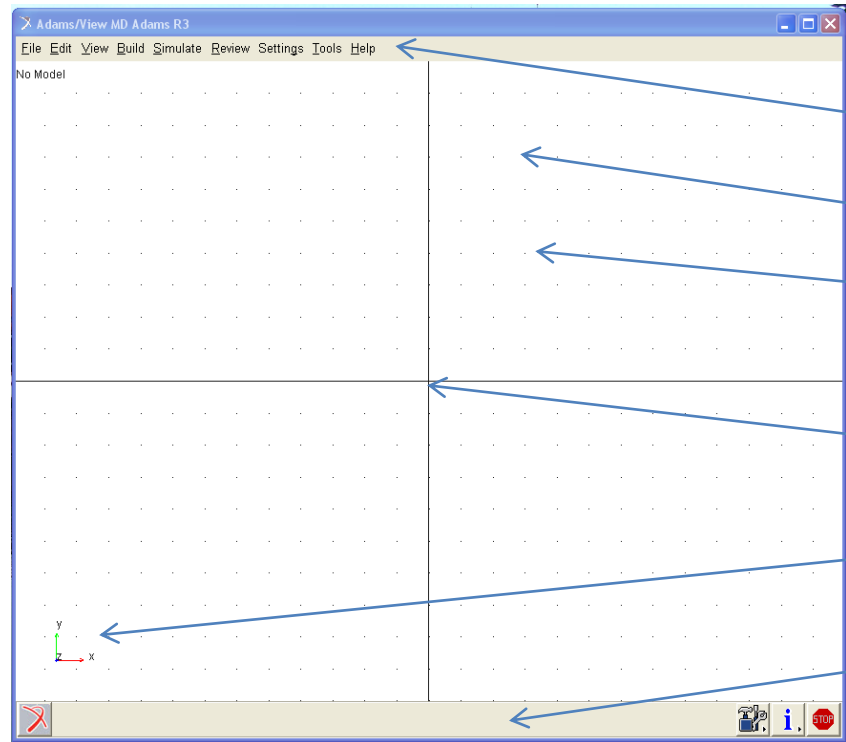 Adams/View MD Adams R3
File Edit View Build Simulate Review Settings Tools Help
No Model
y
z x
i
STOP